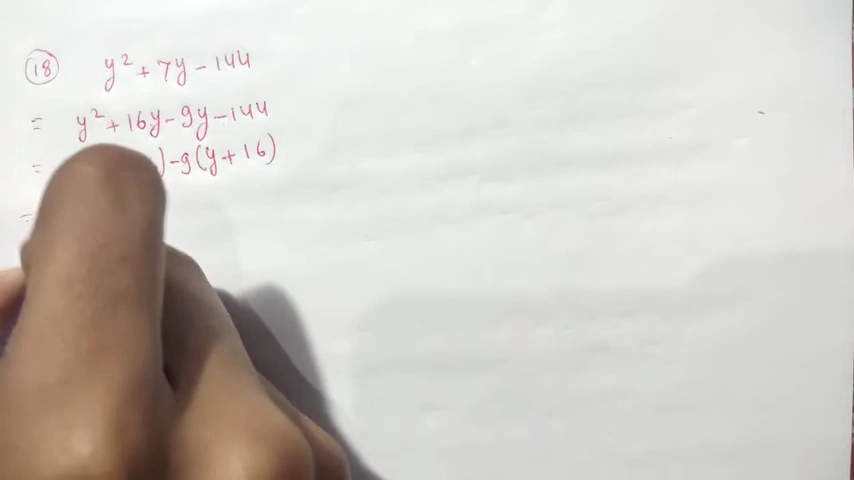 (18) y² + 7y - 144
= y² + 16y - 9y - 144
= ) - 9(y + 16)
=